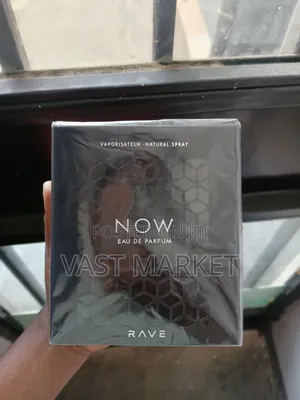 VAPORISATEUR - NATURAL SPRAY
NOW
EAU DE PARFUM
VAST MARKET
RAVE